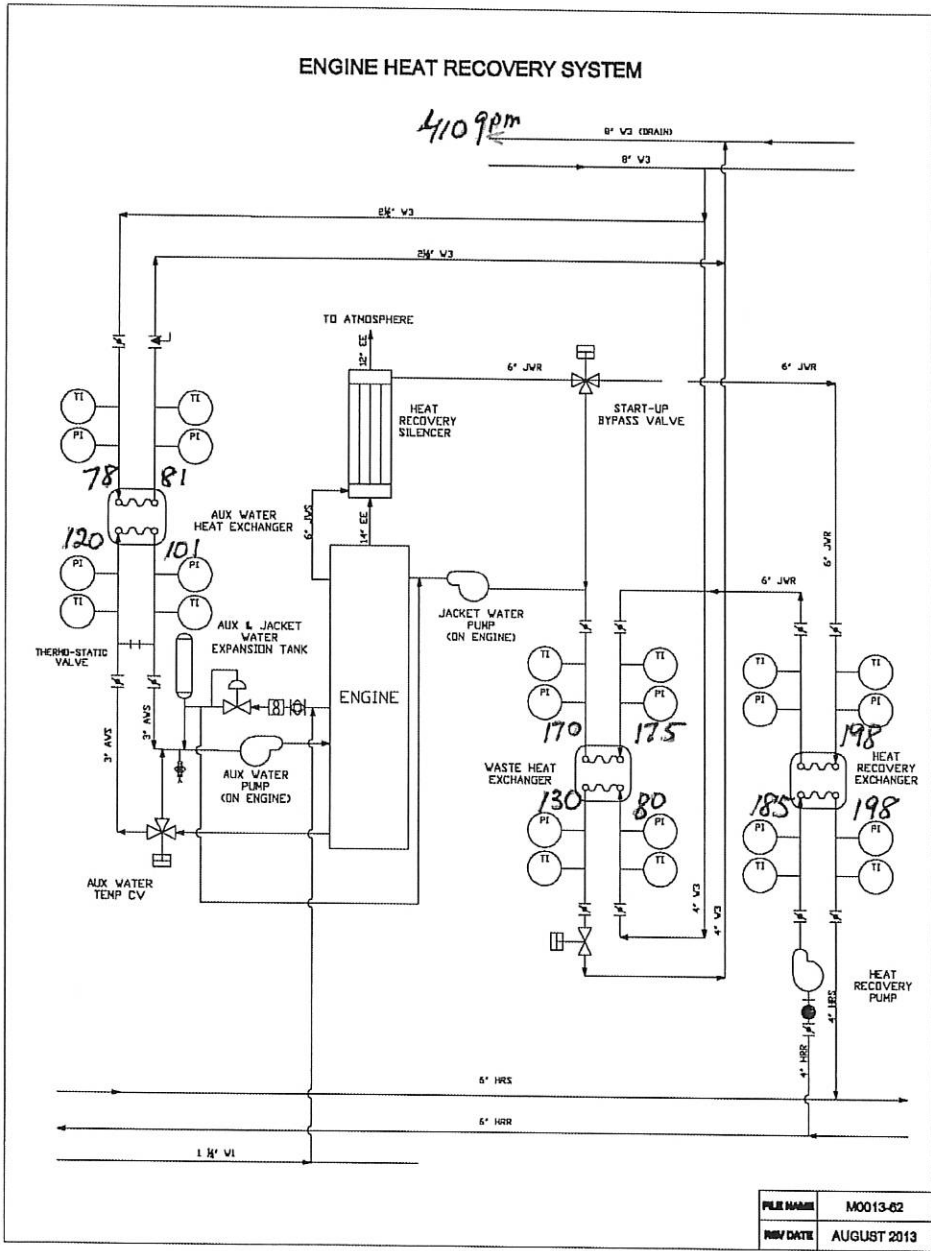 ENGINE HEAT RECOVERY SYSTEM
410 gpm
8" W3 (DRAIN)
8" W3
2½" W3
2½" W3
TO ATMOSPHERE
12" EE
6" JWR
6" JWR
HEAT
RECOVERY
SILENCER
START-UP
BYPASS VALVE
TI
TI
PI
PI
78
81
6" JWS
14" EE
AUX WATER
HEAT EXCHANGER
6" JWR
120
101
PI
PI
TI
TI
6" JWR
JACKET WATER
PUMP
(ON ENGINE)
AUX & JACKET
WATER
EXPANSION TANK
THERMO-STATIC
VALVE
ENGINE
TI
TI
PI
PI
TI
TI
PI
PI
3" AWS
3" AWS
170
175
198
AUX WATER
PUMP
(ON ENGINE)
WASTE HEAT
EXCHANGER
HEAT
RECOVERY
EXCHANGER
130
80
185
198
PI
PI
TI
TI
PI
PI
TI
TI
AUX WATER
TEMP CV
4" W3
4" W3
HEAT
RECOVERY
PUMP
4" HRS
4" HRR
6" HRS
6" HRR
1 ½" W1
FILE NAME
M0013-62
REV DATE
AUGUST 2013